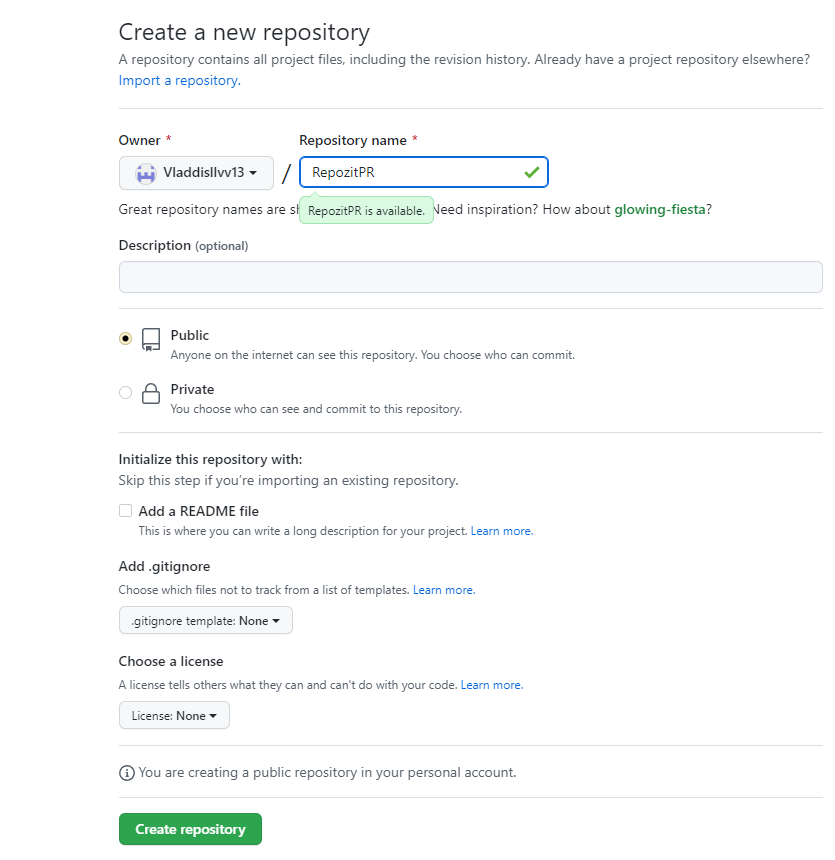 Create a new repository
A repository contains all project files, including the revision history. Already have a project repository elsewhere?
Import a repository.
Owner *
Repository name *
Vladdisllvv13
/
RepozitPR
Great repository names are sh
RepozitPR is available.
Need inspiration? How about glowing-fiesta?
Description (optional)
Public
Anyone on the internet can see this repository. You choose who can commit.
Private
You choose who can see and commit to this repository.
Initialize this repository with:
Skip this step if you're importing an existing repository.
Add a README file
This is where you can write a long description for your project. Learn more.
Add .gitignore
Choose which files not to track from a list of templates. Learn more.
.gitignore template: None
Choose a license
A license tells others what they can and can't do with your code. Learn more.
License: None
You are creating a public repository in your personal account.
Create repository